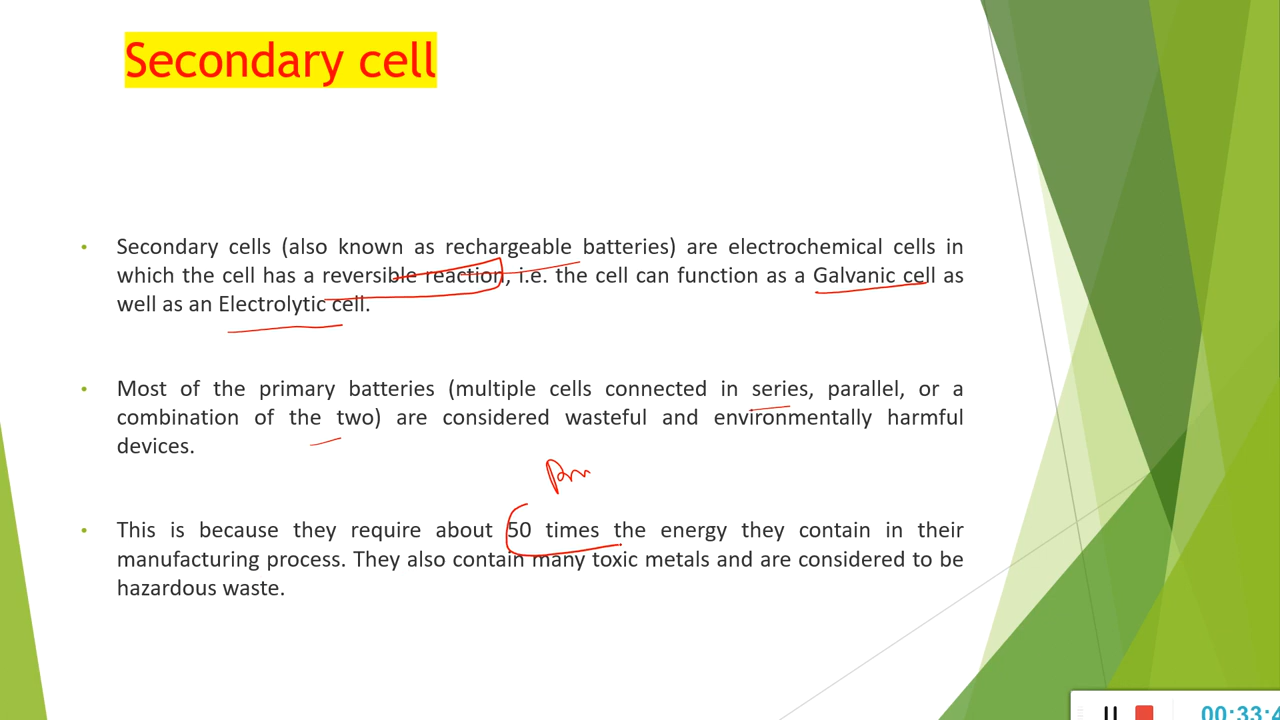 Secondary cell
• Secondary cells (also known as rechargeable batteries) are electrochemical cells in
which the cell has a reversible reaction, i.e. the cell can function as a Galvanic cell as
well as an Electrolytic cell.
• Most of the primary batteries (multiple cells connected in series, parallel, or a
combination of the two) are considered wasteful and environmentally harmful
devices.
• This is because they require about 50 times the energy they contain in their
manufacturing process. They also contain many toxic metals and are considered to be
hazardous waste.